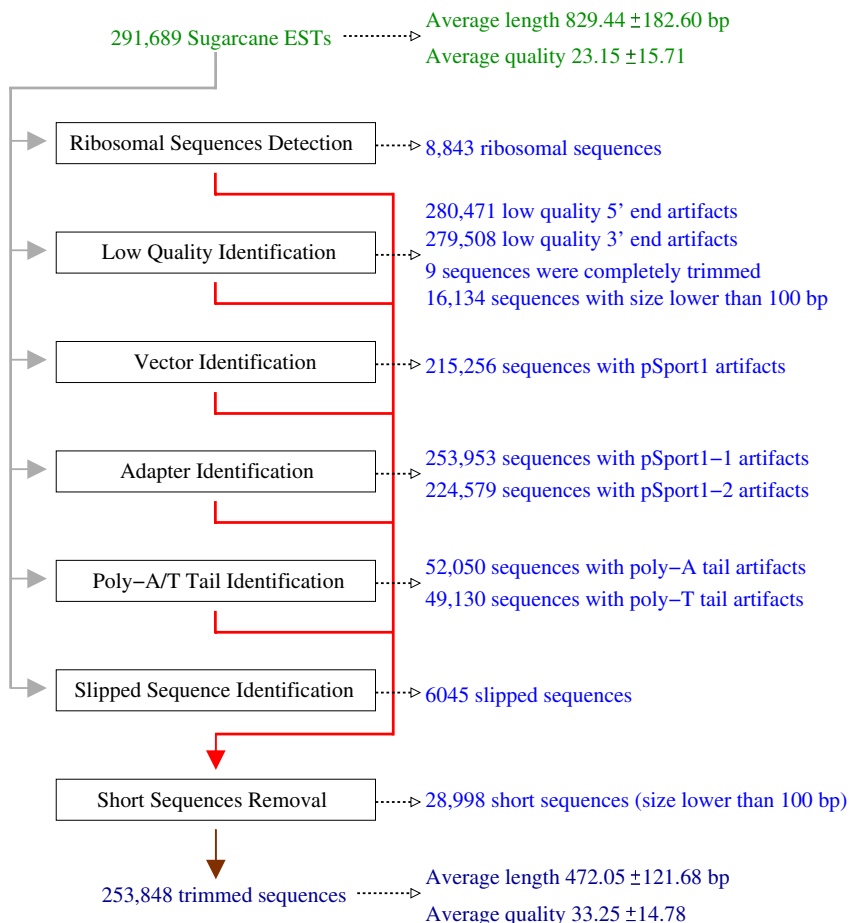 291,689 Sugarcane ESTs
Average length 829.44 ±182.60 bp
Average quality 23.15 ±15.71
Ribosomal Sequences Detection
8,843 ribosomal sequences
Low Quality Identification
280,471 low quality 5’ end artifacts
279,508 low quality 3’ end artifacts
9 sequences were completely trimmed
16,134 sequences with size lower than 100 bp
Vector Identification
215,256 sequences with pSport1 artifacts
Adapter Identification
253,953 sequences with pSport1−1 artifacts
224,579 sequences with pSport1−2 artifacts
Poly−A/T Tail Identification
52,050 sequences with poly−A tail artifacts
49,130 sequences with poly−T tail artifacts
Slipped Sequence Identification
6045 slipped sequences
Short Sequences Removal
28,998 short sequences (size lower than 100 bp)
253,848 trimmed sequences
Average length 472.05 ±121.68 bp
Average quality 33.25 ±14.78